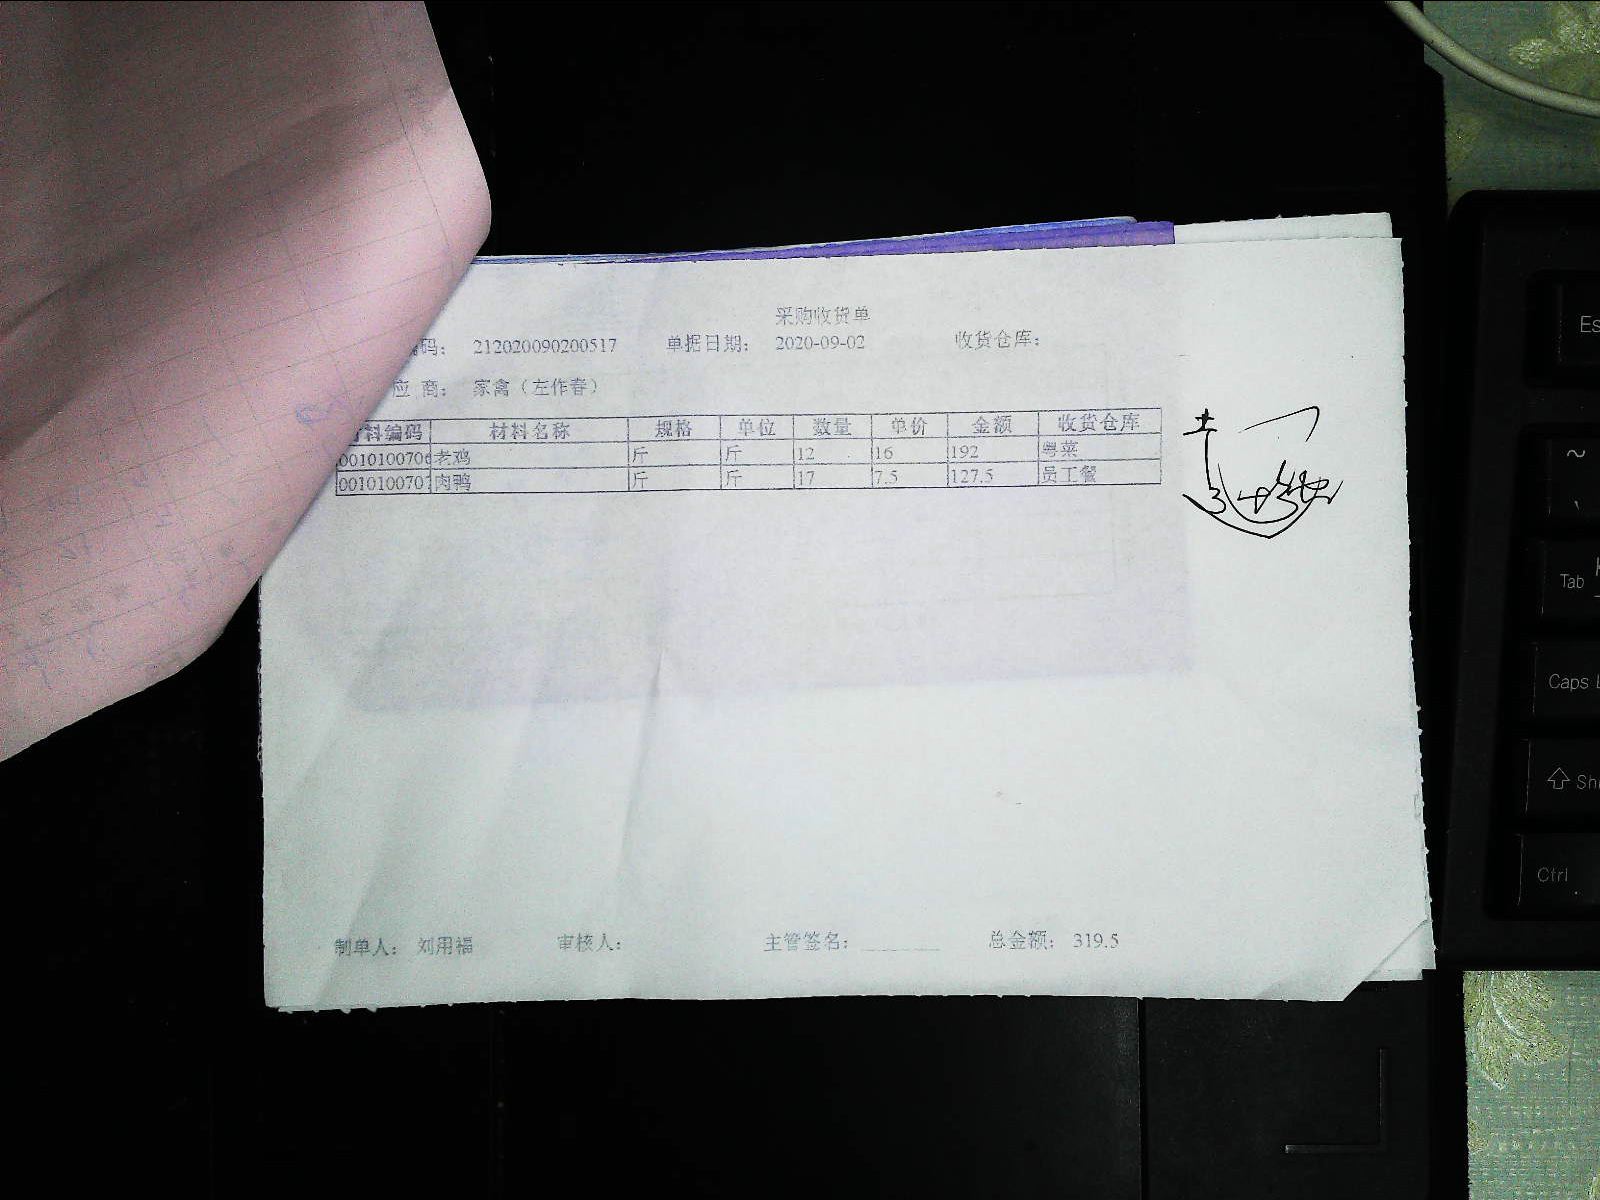 采购收货单
编码： 212020090200517 单据日期： 2020-09-02 收货仓库：
应 商： 家禽（左作春）
材料编码 材料名称 规格 单位 数量 单价 金额 收货仓库
0010100706 老鸡 斤 斤 12 16 192 粤菜
001010070 肉鸭 斤 斤 17 7.5 127.5 员工餐
制单人： 刘用福 审核人： 主管签名： 总金额： 319.5
Es
~
Tab
Caps
Ctrl